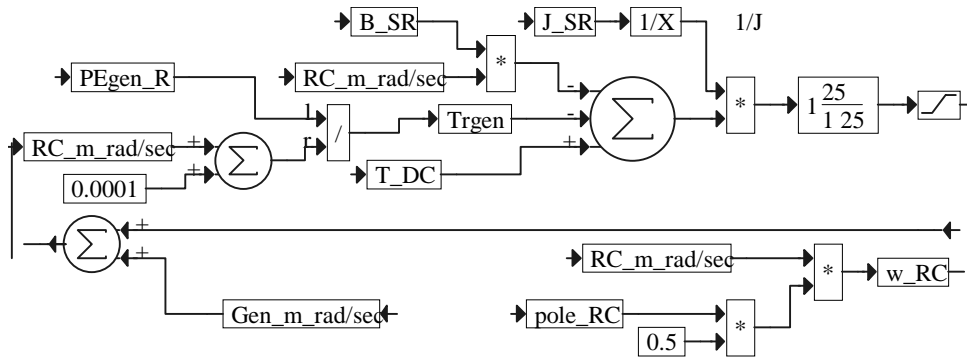 B_SR
J_SR
1/X
1/J
*
PEgen_R
RC_m_rad/sec
-
l
/
Trgen
-
Σ
*
1 25
1 25
RC_m_rad/sec
+
Σ
r
+
T_DC
0.0001
+
Σ
+
+
RC_m_rad/sec
*
w_RC
Gen_m_rad/sec
pole_RC
*
0.5